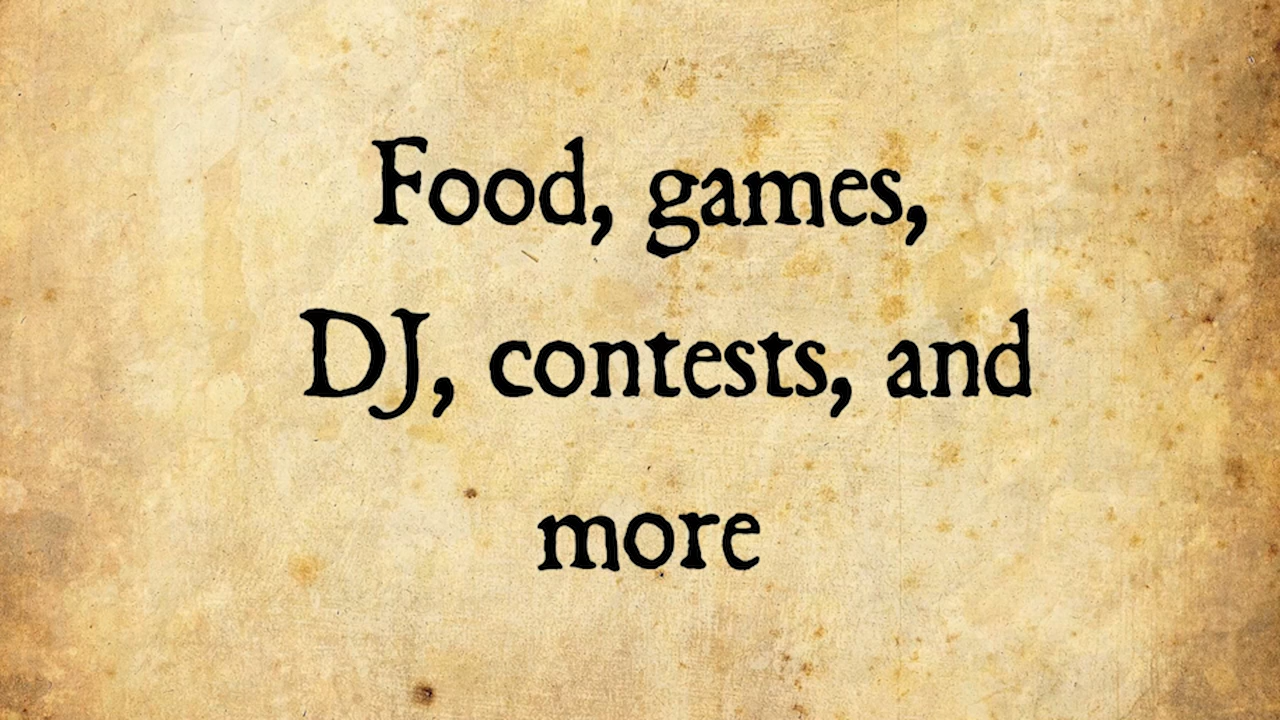 Food, games,
DJ, contests, and
more